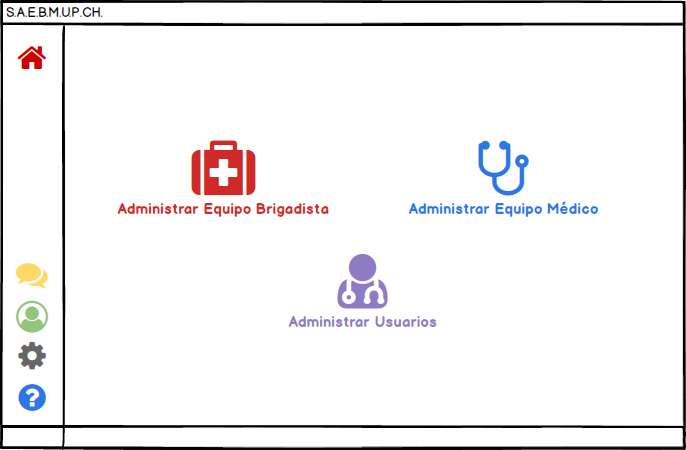 S.A.E.B.M.U.P.CH.
Administrar Equipo Brigadista
Administrar Equipo Médico
Administrar Usuarios